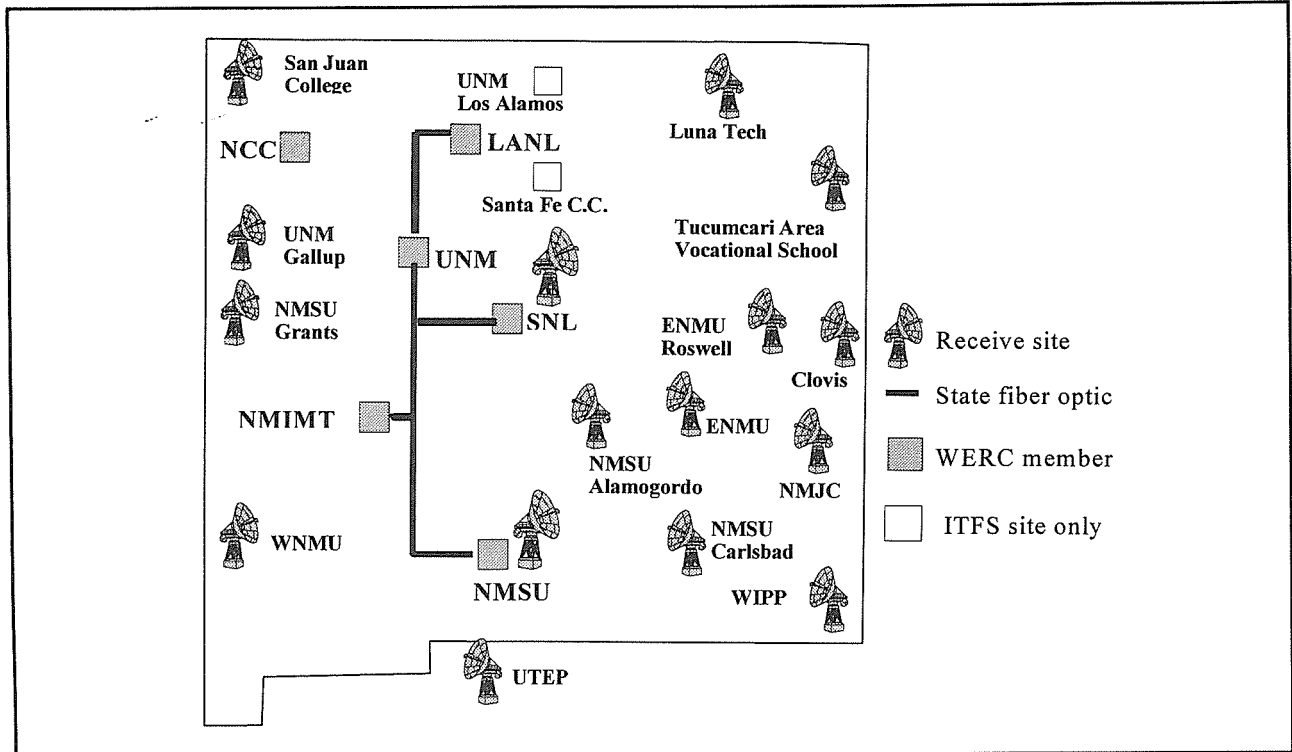 San Juan
College
UNM
Los Alamos
Luna Tech
NCC
LANL
Santa Fe C.C.
Tucumcari Area
Vocational School
UNM
Gallup
UNM
NMSU
Grants
SNL
ENMU
Roswell
Clovis
NMIMT
NMSU
Alamogordo
ENMU
NMJC
WNMU
NMSU
NMSU
Carlsbad
WIPP
UTEP
Receive site
State fiber optic
WERC member
ITFS site only